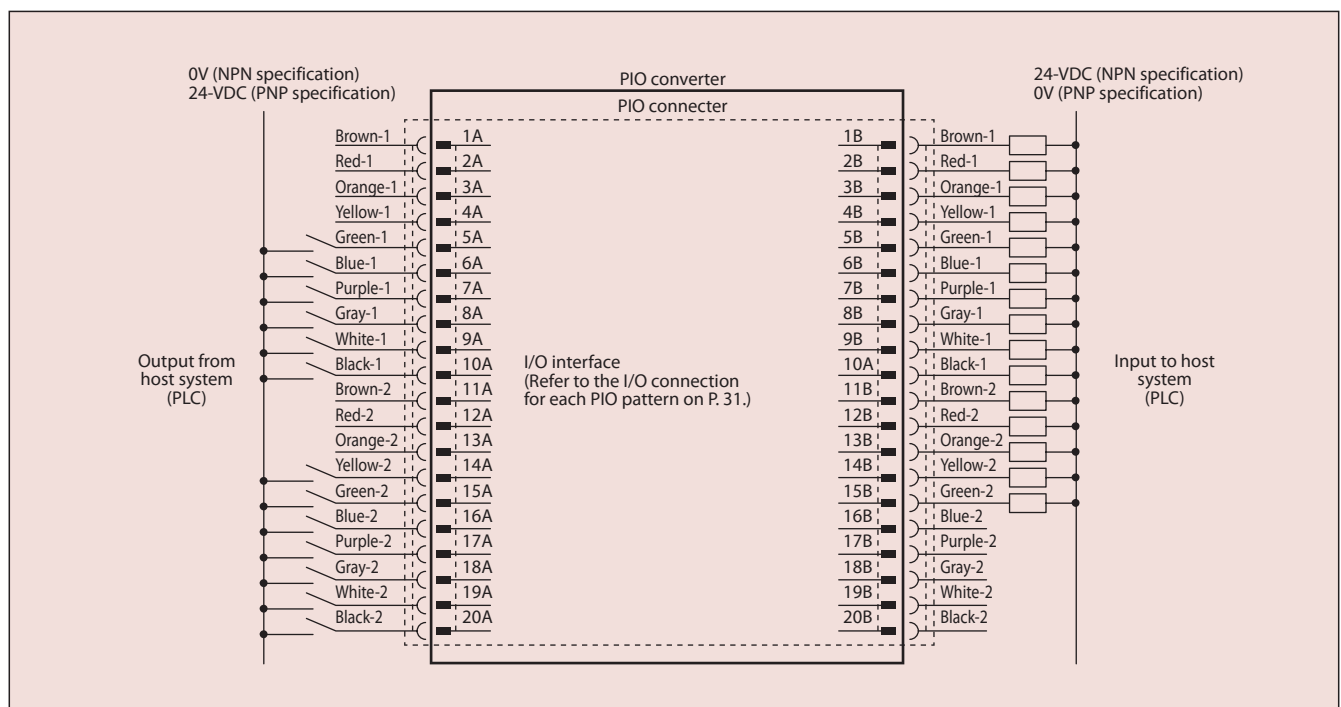 0V (NPN specification)
24-VDC (PNP specification)
PIO converter
PIO connecter
24-VDC (NPN specification)
0V (PNP specification)
Brown-1 1A 1B Brown-1
Red-1 2A 2B Red-1
Orange-1 3A 3B Orange-1
Yellow-1 4A 4B Yellow-1
Green-1 5A 5B Green-1
Blue-1 6A 6B Blue-1
Purple-1 7A 7B Purple-1
Gray-1 8A 8B Gray-1
White-1 9A 9B White-1
Black-1 10A 10A Black-1
Brown-2 11A 11B Brown-2
Red-2 12A 12B Red-2
Orange-2 13A 13B Orange-2
Yellow-2 14A 14B Yellow-2
Green-2 15A 15B Green-2
Blue-2 16A 16B Blue-2
Purple-2 17A 17B Purple-2
Gray-2 18A 18B Gray-2
White-2 19A 19B White-2
Black-2 20A 20B Black-2
Output from
host system
(PLC)
I/O interface
(Refer to the I/O connection
for each PIO pattern on P. 31.)
Input to host
system
(PLC)